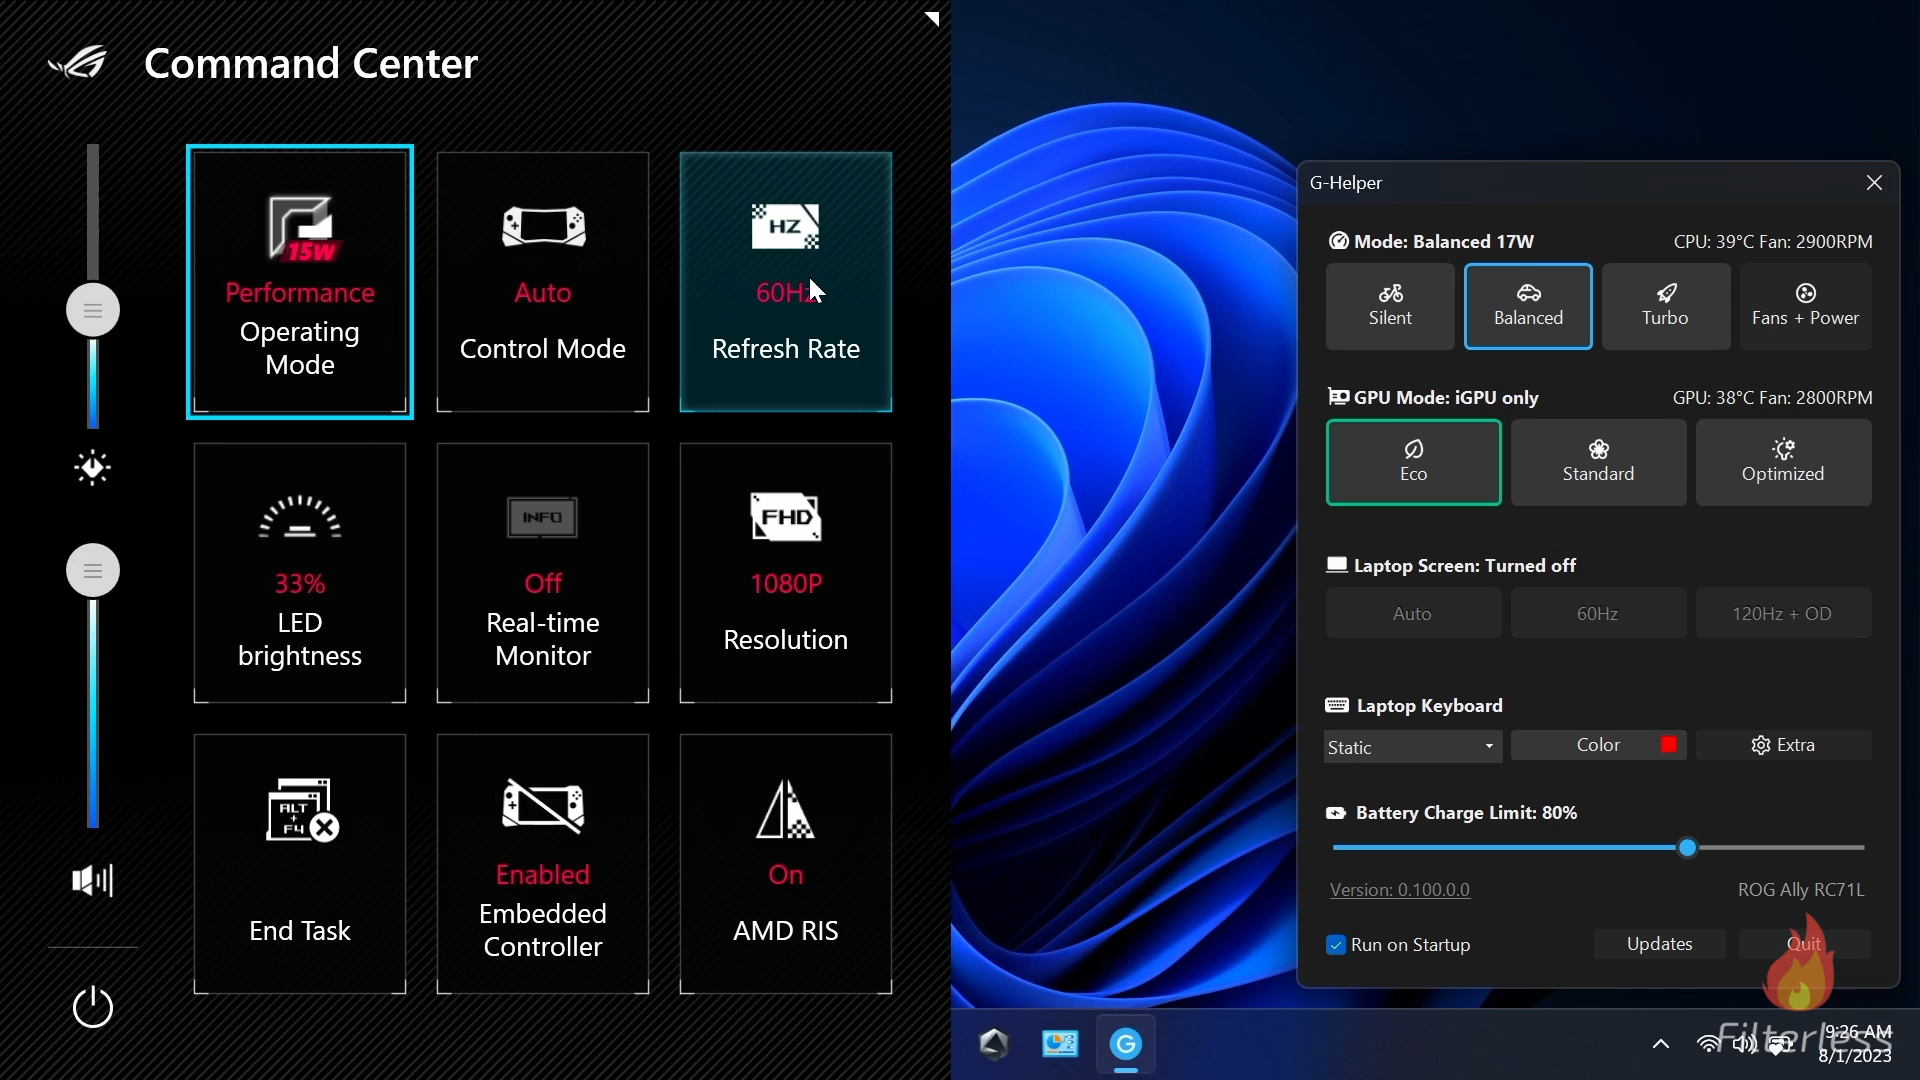 Command Center
15W
Performance
Operating
Mode
Auto
Control Mode
HZ
60Hz
Refresh Rate
33%
LED
brightness
INFO
Off
Real-time
Monitor
FHD
1080P
Resolution
ALT
+
F4
End Task
Enabled
Embedded
Controller
On
AMD RIS
G-Helper
Mode: Balanced 17W
CPU: 39°C Fan: 2900RPM
Silent
Balanced
Turbo
Fans + Power
GPU Mode: iGPU only
GPU: 38°C Fan: 2800RPM
Eco
Standard
Optimized
Laptop Screen: Turned off
Auto
60Hz
120Hz + OD
Laptop Keyboard
Static
Color
Extra
Battery Charge Limit: 80%
Version: 0.100.0.0
ROG Ally RC71L
Run on Startup
Updates
Quit
G
Filterless
9:26 AM
8/1/2023